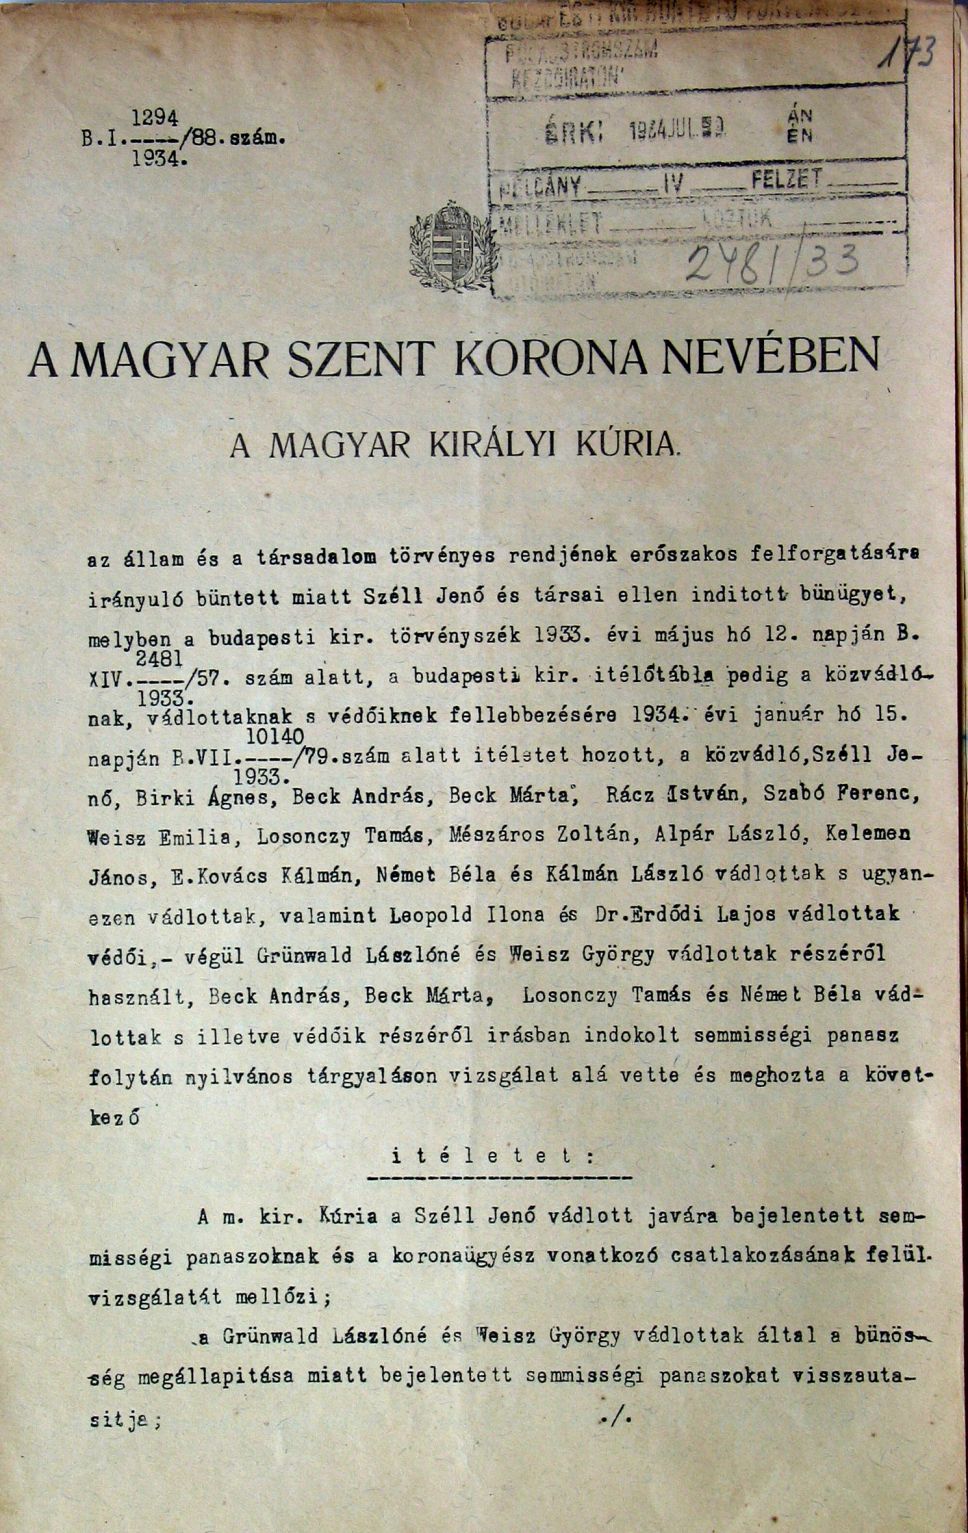 173
ÉRK: 1934 JUL
ÁN
ÉN
1294
B.I.----/88.szám.
1934.
PÉLDÁNY IV FELZET
MELLÉKLET
2481/33
A MAGYAR SZENT KORONA NEVÉBEN
A MAGYAR KIRÁLYI KÚRIA.
az állam és a társadalom törvényes rendjének erőszakos felforgatására
irányuló büntett miatt Széll Jenő és társai ellen inditott bünügyet,
melyben a budapesti kir. törvényszék 1933. évi május hó 12. napján B.
2481
XIV.----/57. szám alatt, a budapesti kir. itélőtábla pedig a közvádló-
1933.
nak, vádlottaknak s védőiknek fellebbezésére 1934. évi január hó 15.
10140
napján B.VII.----/79.szám alatt itéletet hozott, a közvádló,Széll Je-
1933.
nő, Birki Ágnes, Beck András, Beck Márta, Rácz István, Szabó Ferenc,
Weisz Emilia, Losonczy Tamás, Mészáros Zoltán, Alpár László, Kelemen
János, E.Kovács Kálmán, Német Béla és Kálmán László vádlottak s ugyan-
ezen vádlottak, valamint Leopold Ilona és Dr.Erdődi Lajos vádlottak
védői,- végül Grünwald Lászlóné és Weisz György vádlottak részéről
használt, Beck András, Beck Márta, Losonczy Tamás és Német Béla vád-
lottak s illetve védőik részéről irásban indokolt semmisségi panasz
folytán nyilvános tárgyaláson vizsgálat alá vette és meghozta a követ-
kező
i t é l e t e t :
A m. kir. Kúria a Széll Jenő vádlott javára bejelentett sem-
misségi panaszoknak és a koronaügyész vonatkozó csatlakozásának felül-
vizsgálatát mellőzi;
a Grünwald Lászlóné és Weisz György vádlottak által a bünös-
ség megállapitása miatt bejelentett semmisségi panaszokat visszauta-
sitja;
./.